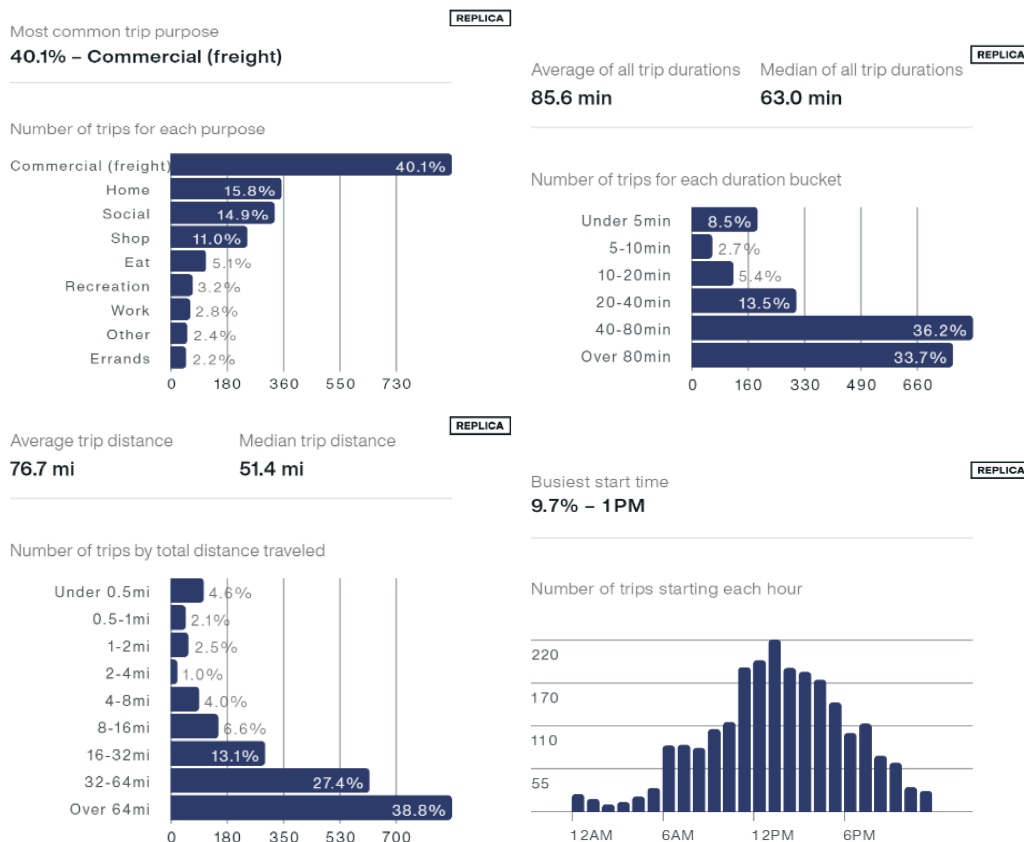 REPLICA
Most common trip purpose
40.1% – Commercial (freight)
Number of trips for each purpose
Commercial (freight) 40.1%
Home 15.8%
Social 14.9%
Shop 11.0%
Eat 5.1%
Recreation 3.2%
Work 2.8%
Other 2.4%
Errands 2.2%
0 180 360 550 730
REPLICA
Average of all trip durations Median of all trip durations
85.6 min 63.0 min
Number of trips for each duration bucket
Under 5min 8.5%
5-10min 2.7%
10-20min 5.4%
20-40min 13.5%
40-80min 36.2%
Over 80min 33.7%
0 160 330 490 660
REPLICA
Average trip distance Median trip distance
76.7 mi 51.4 mi
Number of trips by total distance traveled
Under 0.5mi 4.6%
0.5-1mi 2.1%
1-2mi 2.5%
2-4mi 1.0%
4-8mi 4.0%
8-16mi 6.6%
16-32mi 13.1%
32-64mi 27.4%
Over 64mi 38.8%
0 180 350 530 700
REPLICA
Busiest start time
9.7% – 1PM
Number of trips starting each hour
220
170
110
55
12AM 6AM 12PM 6PM